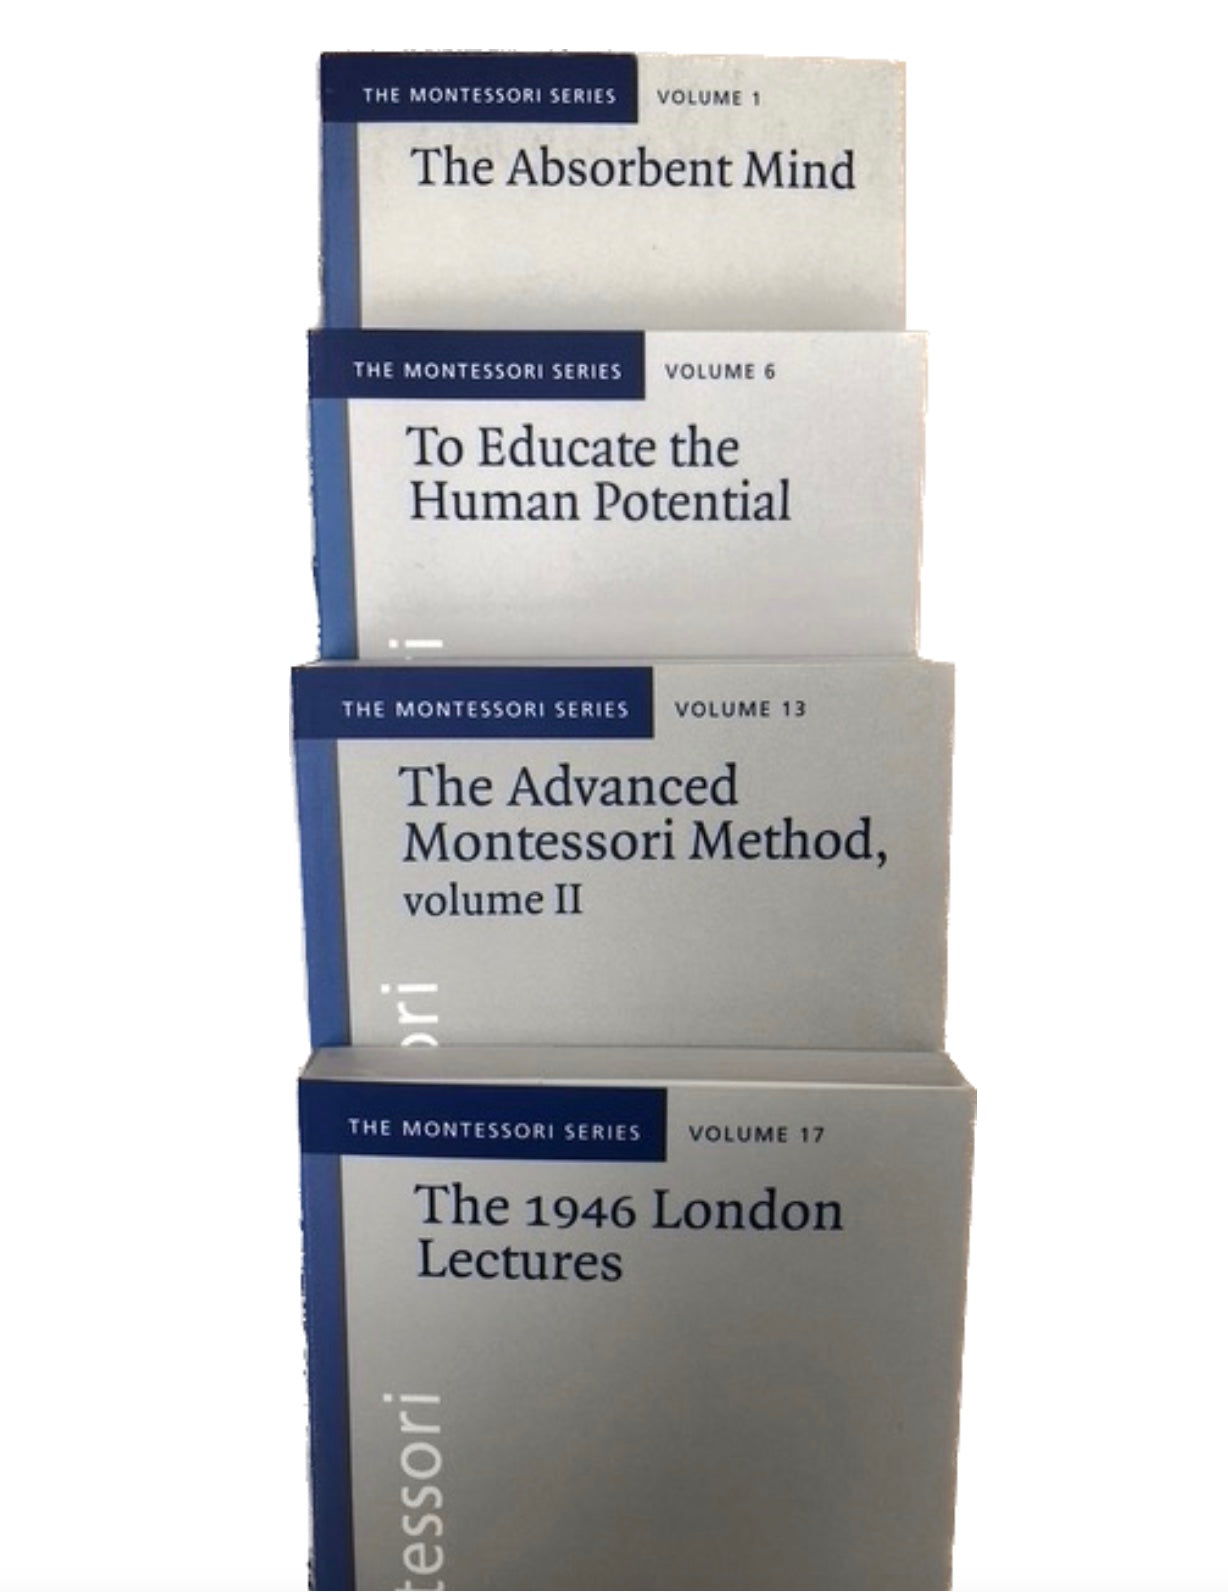 THE MONTESSORI SERIES VOLUME 1
The Absorbent Mind
THE MONTESSORI SERIES VOLUME 6
To Educate the
Human Potential
i
THE MONTESSORI SERIES VOLUME 13
The Advanced
Montessori Method,
volume II
ori
THE MONTESSORI SERIES VOLUME 17
The 1946 London
Lectures
tessori